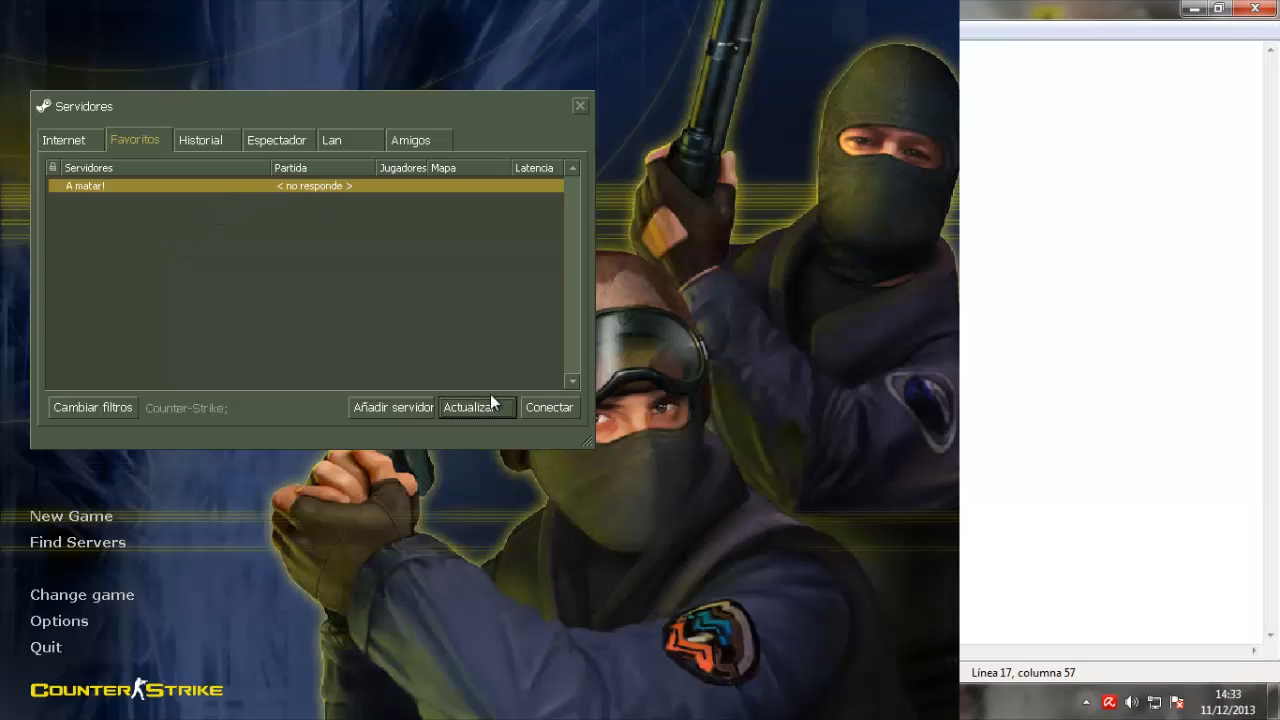 Servidores
Internet Favoritos Historial Espectador Lan Amigos
Servidores Partida Jugadores Mapa Latencia
A matar! < no responde >
Cambiar filtros Counter-Strike; Añadir servidor Actualizar Conectar
New Game
Find Servers
Change game
Options
Quit
COUNTER STRIKE
Línea 17, columna 57
14:33
11/12/2013